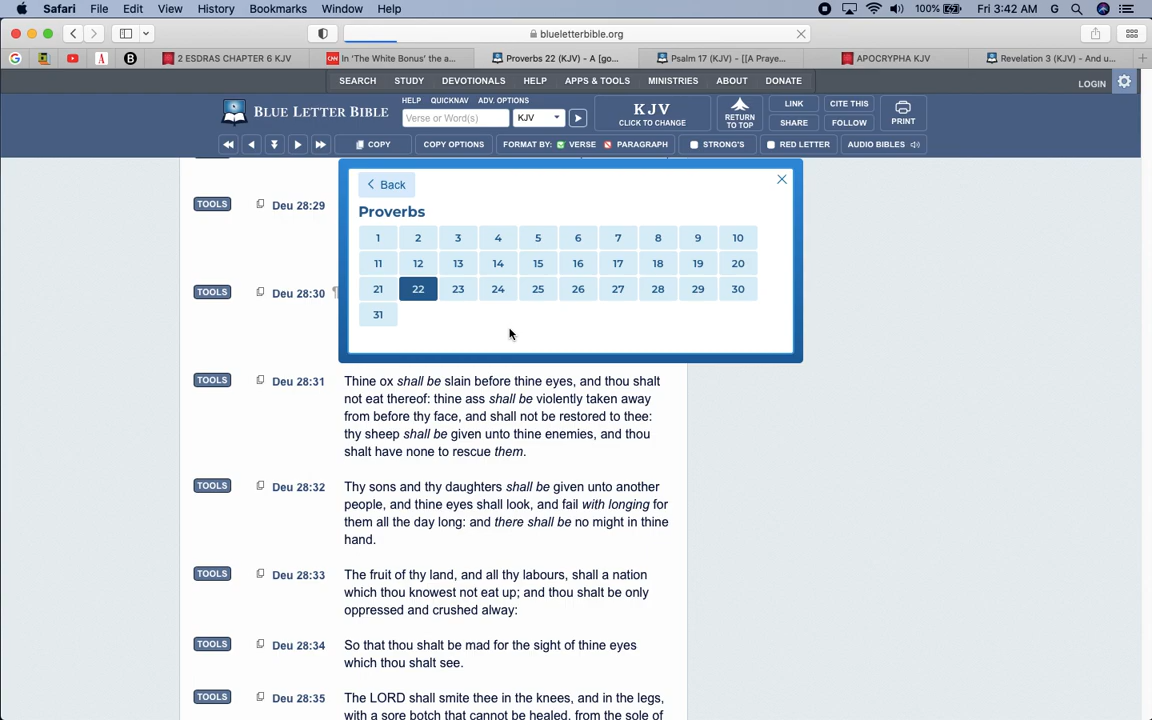 Safari File Edit View History Bookmarks Window Help 100% Fri 3:42 AM G
blueletterbible.org
2 ESDRAS CHAPTER 6 KJV In 'The White Bonus' the a... Proverbs 22 (KJV) - A [go... Psalm 17 (KJV) - [[A Praye... APOCRYPHA KJV Revelation 3 (KJV) - And u...
SEARCH STUDY DEVOTIONALS HELP APPS & TOOLS MINISTRIES ABOUT DONATE LOGIN
BLUE LETTER BIBLE
HELP QUICKNAV ADV. OPTIONS
Verse or Word(s) KJV
KJV
CLICK TO CHANGE
RETURN
TO TOP
LINK CITE THIS
SHARE FOLLOW
PRINT
COPY COPY OPTIONS FORMAT BY: VERSE PARAGRAPH STRONG'S RED LETTER AUDIO BIBLES
Back
Proverbs
1 2 3 4 5 6 7 8 9 10
11 12 13 14 15 16 17 18 19 20
21 22 23 24 25 26 27 28 29 30
31
TOOLS Deu 28:29
TOOLS Deu 28:30 ¶
TOOLS Deu 28:31 Thine ox shall be slain before thine eyes, and thou shalt
not eat thereof: thine ass shall be violently taken away
from before thy face, and shall not be restored to thee:
thy sheep shall be given unto thine enemies, and thou
shalt have none to rescue them.
TOOLS Deu 28:32 Thy sons and thy daughters shall be given unto another
people, and thine eyes shall look, and fail with longing for
them all the day long: and there shall be no might in thine
hand.
TOOLS Deu 28:33 The fruit of thy land, and all thy labours, shall a nation
which thou knowest not eat up; and thou shalt be only
oppressed and crushed alway:
TOOLS Deu 28:34 So that thou shalt be mad for the sight of thine eyes
which thou shalt see.
TOOLS Deu 28:35 The LORD shall smite thee in the knees, and in the legs,
with a sore botch that cannot be healed, from the sole of